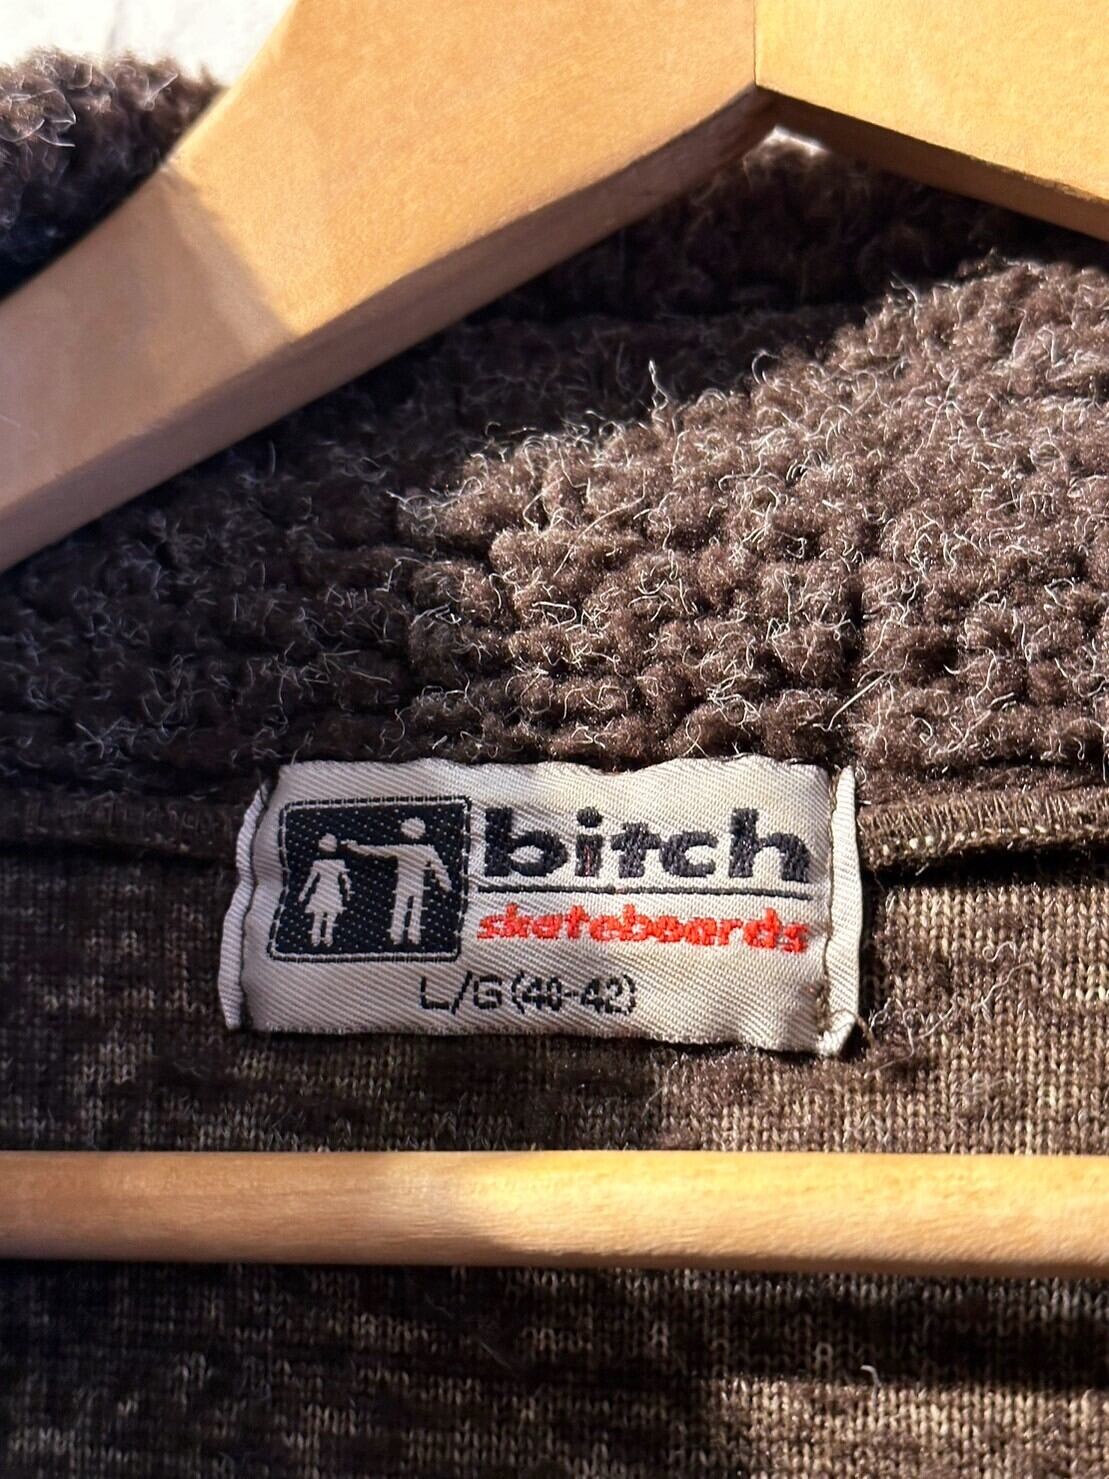 bitch
skateboards
L/G (40-42)